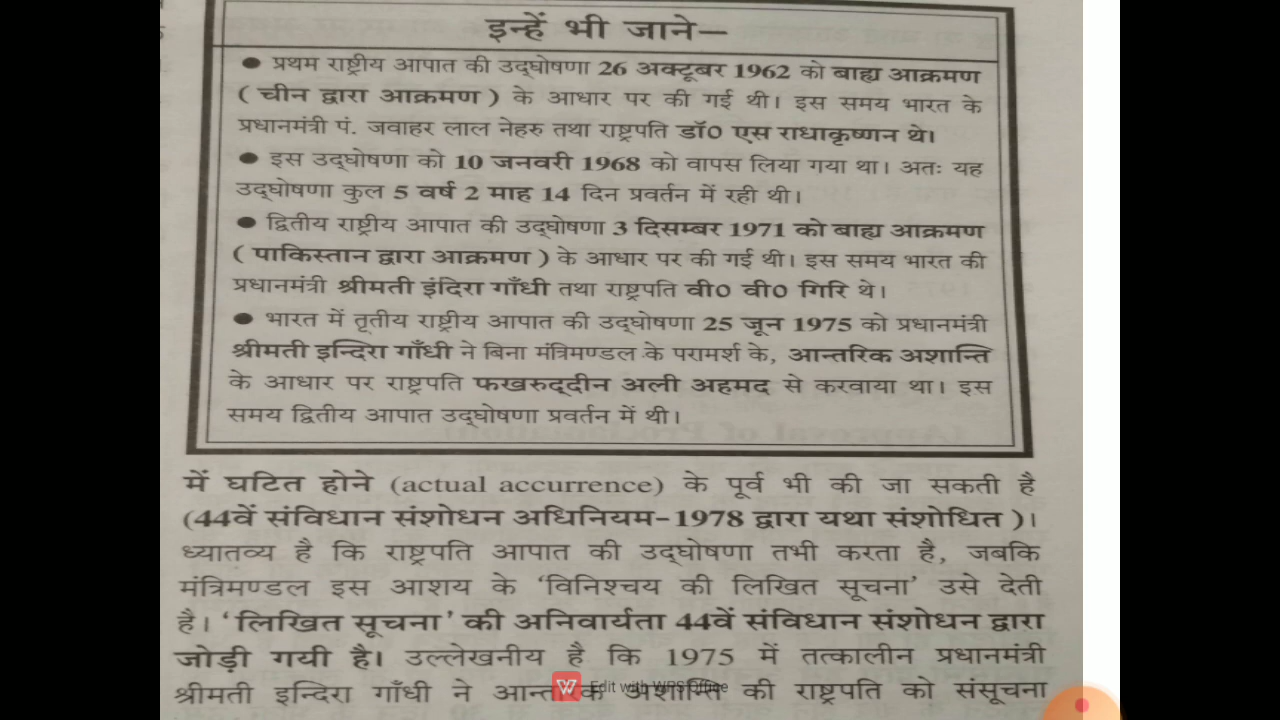 इन्हें भी जाने–
● प्रथम राष्ट्रीय आपात की उद्घोषणा 26 अक्टूबर 1962 को बाह्य आक्रमण
( चीन द्वारा आक्रमण ) के आधार पर की गई थी। इस समय भारत के
प्रधानमंत्री पं. जवाहर लाल नेहरु तथा राष्ट्रपति डॉ0 एस राधाकृष्णन थे।
● इस उद्घोषणा को 10 जनवरी 1968 को वापस लिया गया था। अतः यह
उद्घोषणा कुल 5 वर्ष 2 माह 14 दिन प्रवर्तन में रही थी।
● द्वितीय राष्ट्रीय आपात की उद्घोषणा 3 दिसम्बर 1971 को बाह्य आक्रमण
( पाकिस्तान द्वारा आक्रमण ) के आधार पर की गई थी। इस समय भारत की
प्रधानमंत्री श्रीमती इंदिरा गाँधी तथा राष्ट्रपति वी0 वी0 गिरि थे।
● भारत में तृतीय राष्ट्रीय आपात की उद्घोषणा 25 जून 1975 को प्रधानमंत्री
श्रीमती इन्दिरा गाँधी ने बिना मंत्रिमण्डल के परामर्श के, आन्तरिक अशान्ति
के आधार पर राष्ट्रपति फखरुद्दीन अली अहमद से करवाया था। इस
समय द्वितीय आपात उद्घोषणा प्रवर्तन में थी।
में घटित होने (actual accurrence) के पूर्व भी की जा सकती है
(44वें संविधान संशोधन अधिनियम-1978 द्वारा यथा संशोधित )।
ध्यातव्य है कि राष्ट्रपति आपात की उद्घोषणा तभी करता है, जबकि
मंत्रिमण्डल इस आशय के ‘विनिश्चय की लिखित सूचना’ उसे देती
है। ‘लिखित सूचना’ की अनिवार्यता 44वें संविधान संशोधन द्वारा
जोड़ी गयी है। उल्लेखनीय है कि 1975 में तत्कालीन प्रधानमंत्री
श्रीमती इन्दिरा गाँधी ने आन्तरिक अशान्ति की राष्ट्रपति को संसूचना
Edit with WPS Office